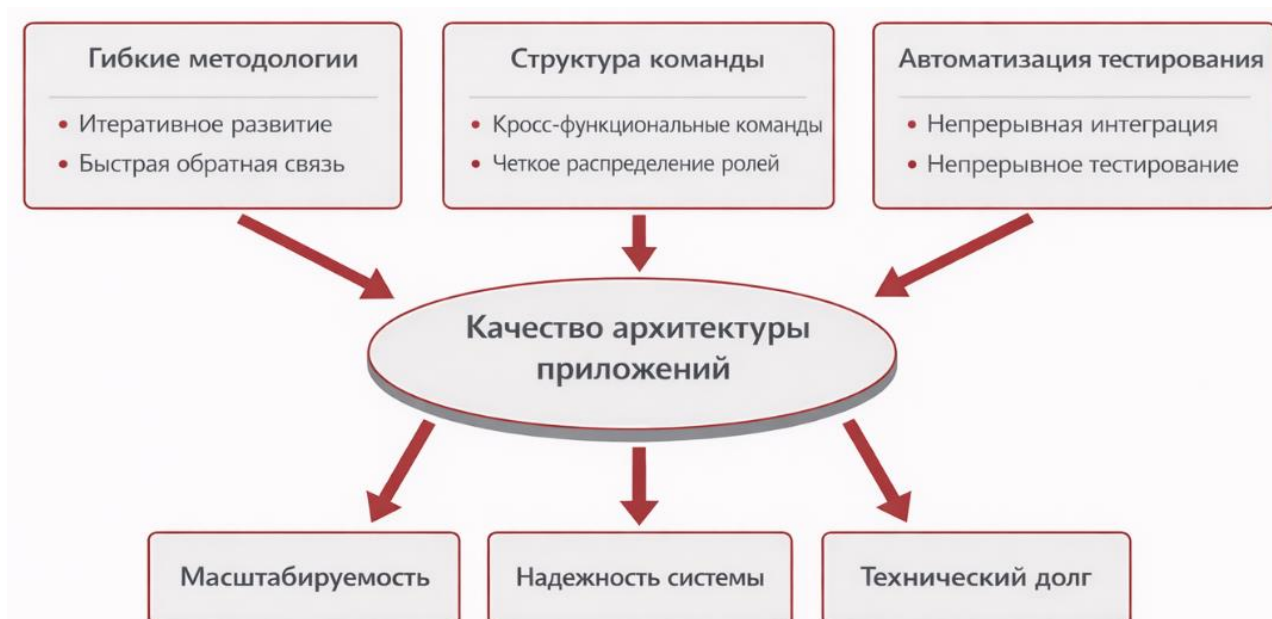 Гибкие методологии
• Итеративное развитие
• Быстрая обратная связь
Структура команды
• Кросс-функциональные команды
• Четкое распределение ролей
Автоматизация тестирования
• Непрерывная интеграция
• Непрерывное тестирование
Качество архитектуры
приложений
Масштабируемость
Надежность системы
Технический долг